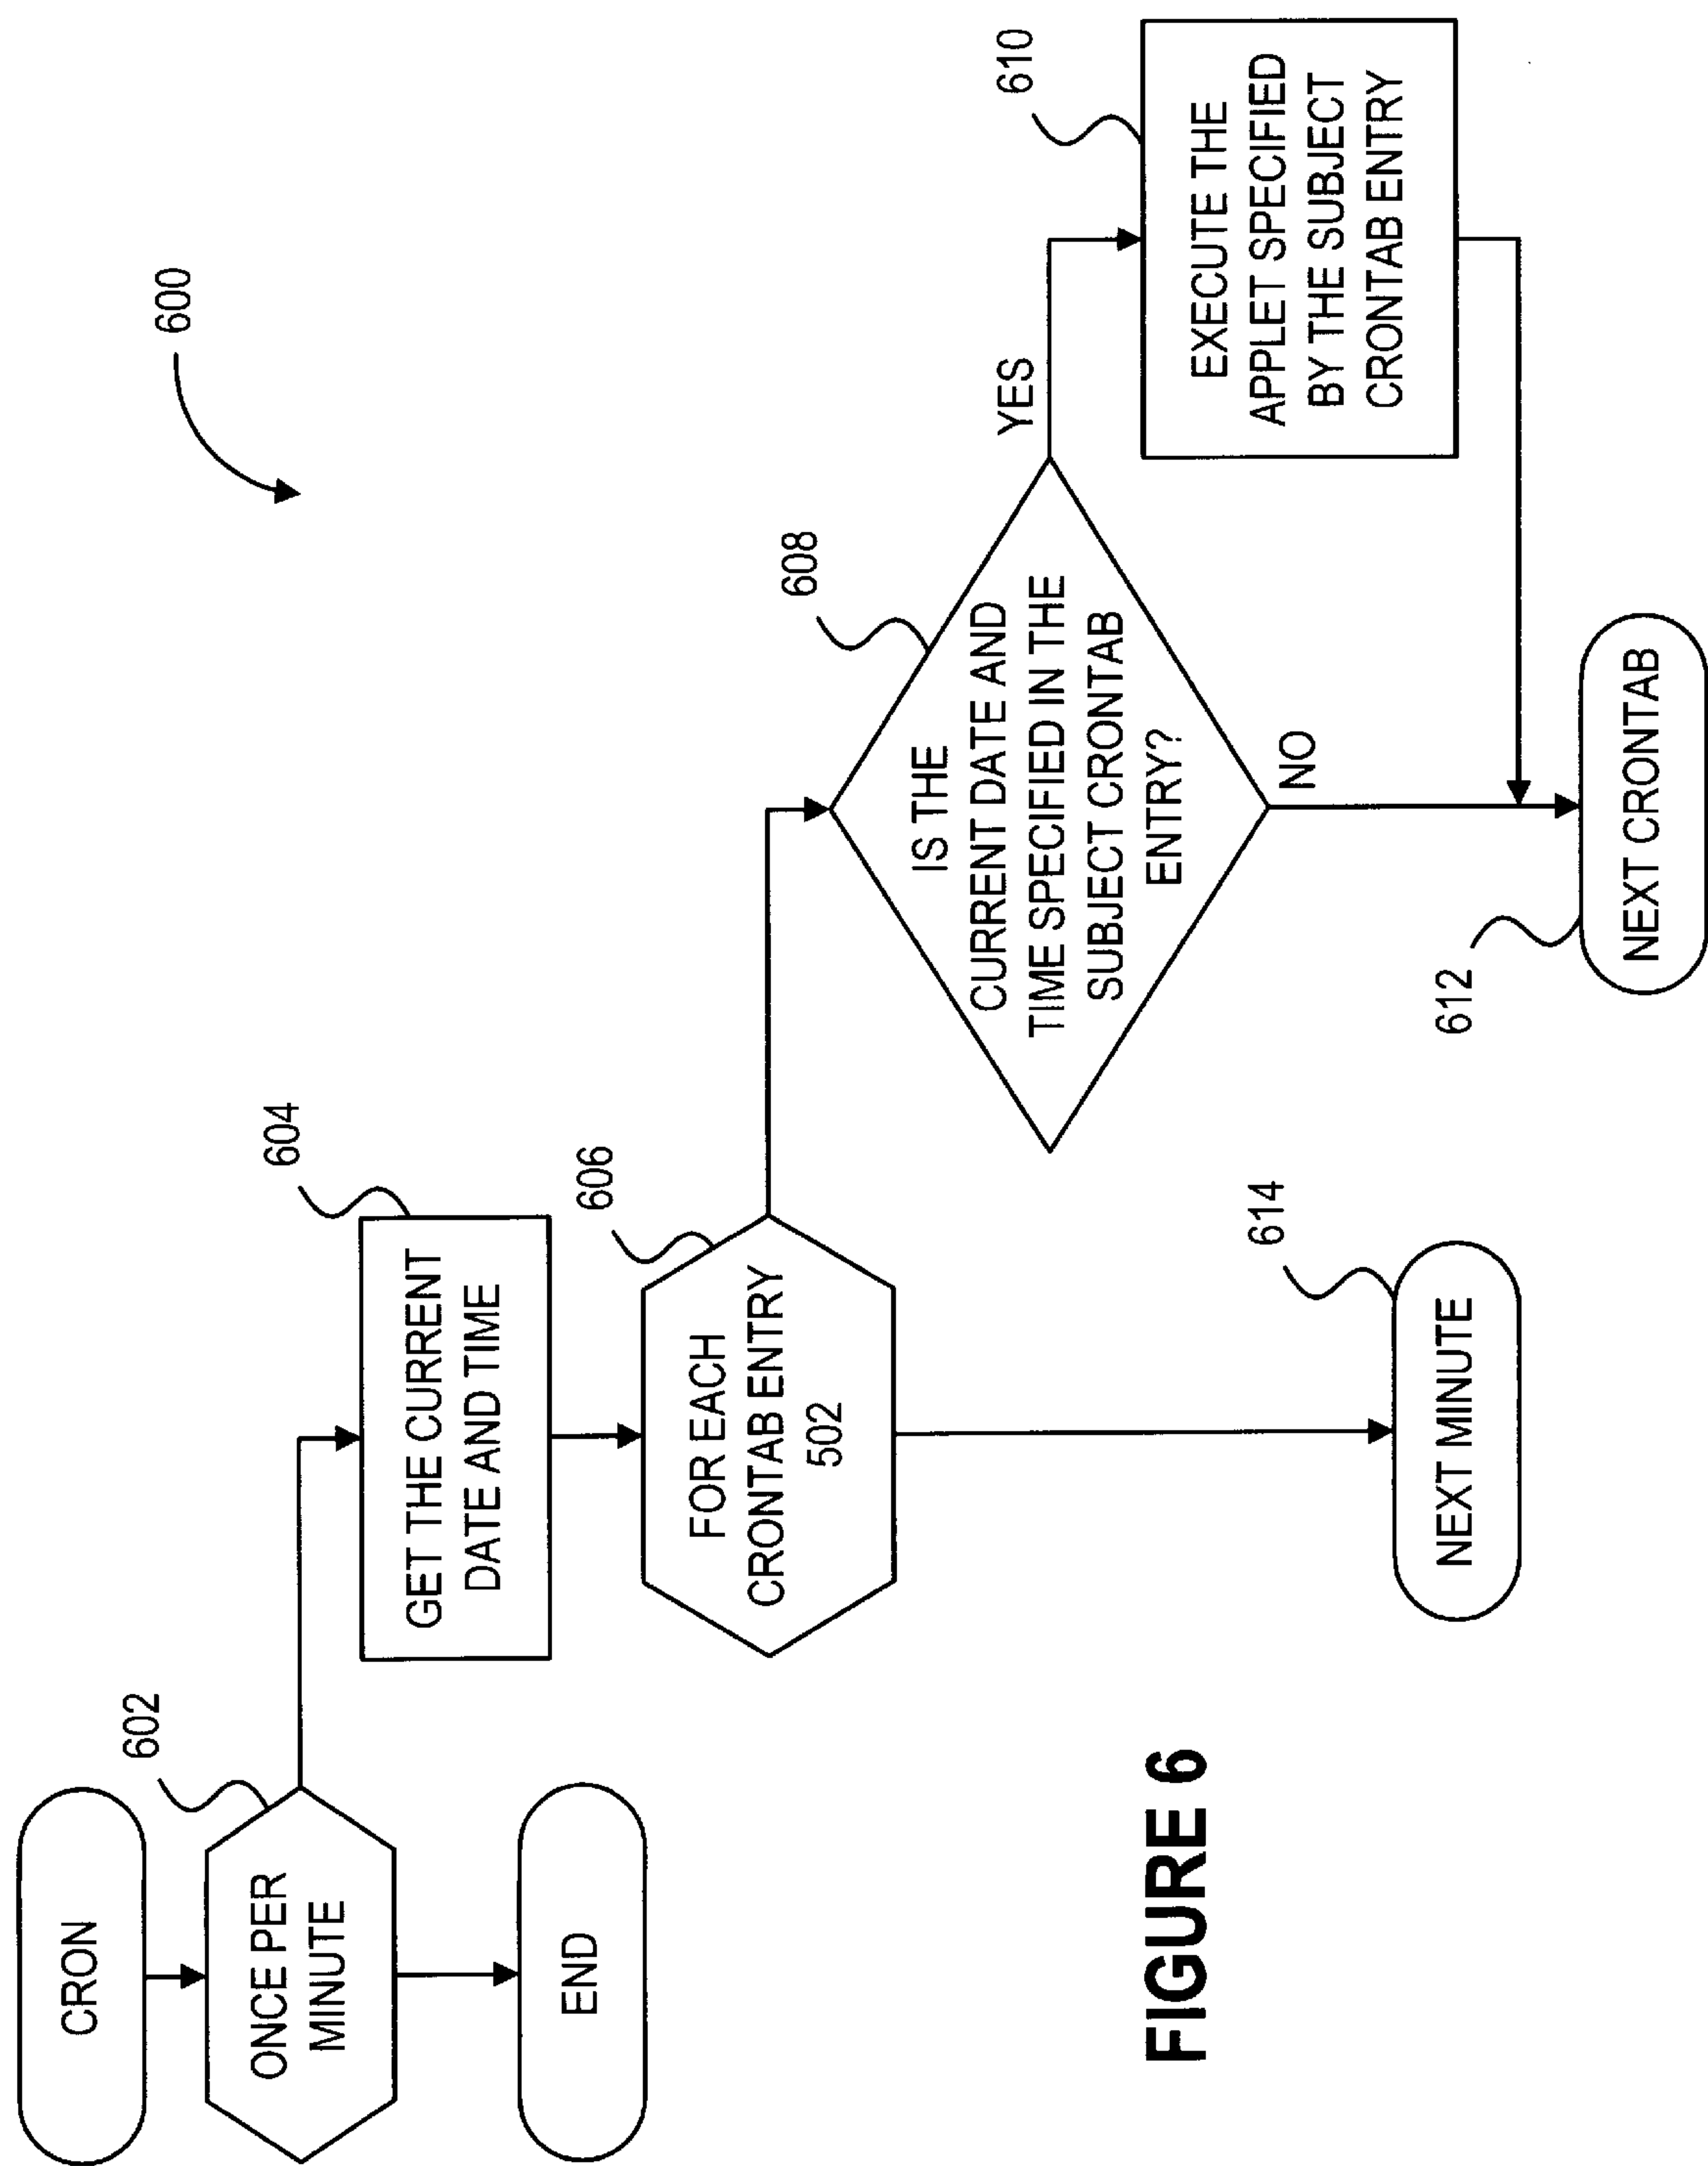 600
CRON
602
ONCE PER
MINUTE
END
604
GET THE CURRENT
DATE AND TIME
606
FOR EACH
CRONTAB ENTRY
502
614
NEXT MINUTE
608
IS THE
CURRENT DATE AND
TIME SPECIFIED IN THE
SUBJECT CRONTAB
ENTRY?
YES
NO
610
EXECUTE THE
APPLET SPECIFIED
BY THE SUBJECT
CRONTAB ENTRY
612
NEXT CRONTAB
FIGURE 6